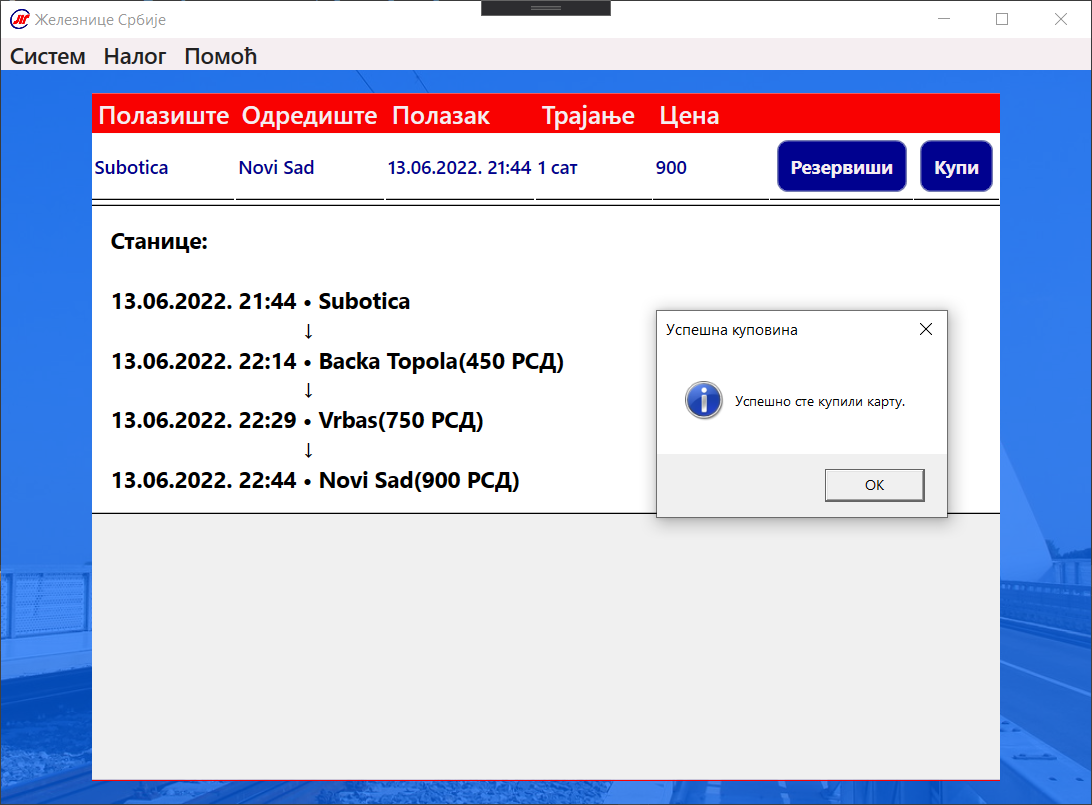 Железнице Србије
Систем Налог Помоћ
Полазиште Одредиште Полазак Трајање Цена
Subotica Novi Sad 13.06.2022. 21:44 1 сат 900 Резервиши Купи
Станице:
13.06.2022. 21:44 • Subotica
↓
13.06.2022. 22:14 • Backa Topola(450 РСД)
↓
13.06.2022. 22:29 • Vrbas(750 РСД)
↓
13.06.2022. 22:44 • Novi Sad(900 РСД)
Успешна куповина
Успешно сте купили карту.
OK